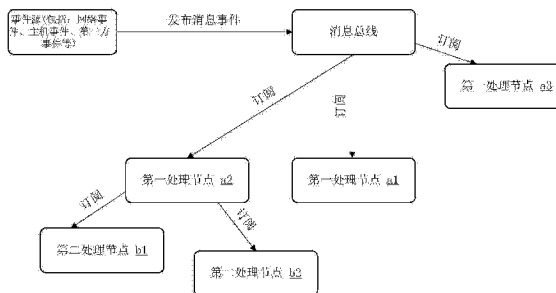 事件源(包括：网络事
件、主机事件、第三方
事件等)
发布消息事件
消息总线
订阅
第一处理节点 a3
订阅
订阅
第一处理节点 a2
第一处理节点 a1
订阅
订阅
第二处理节点 b1
第二处理节点 b2